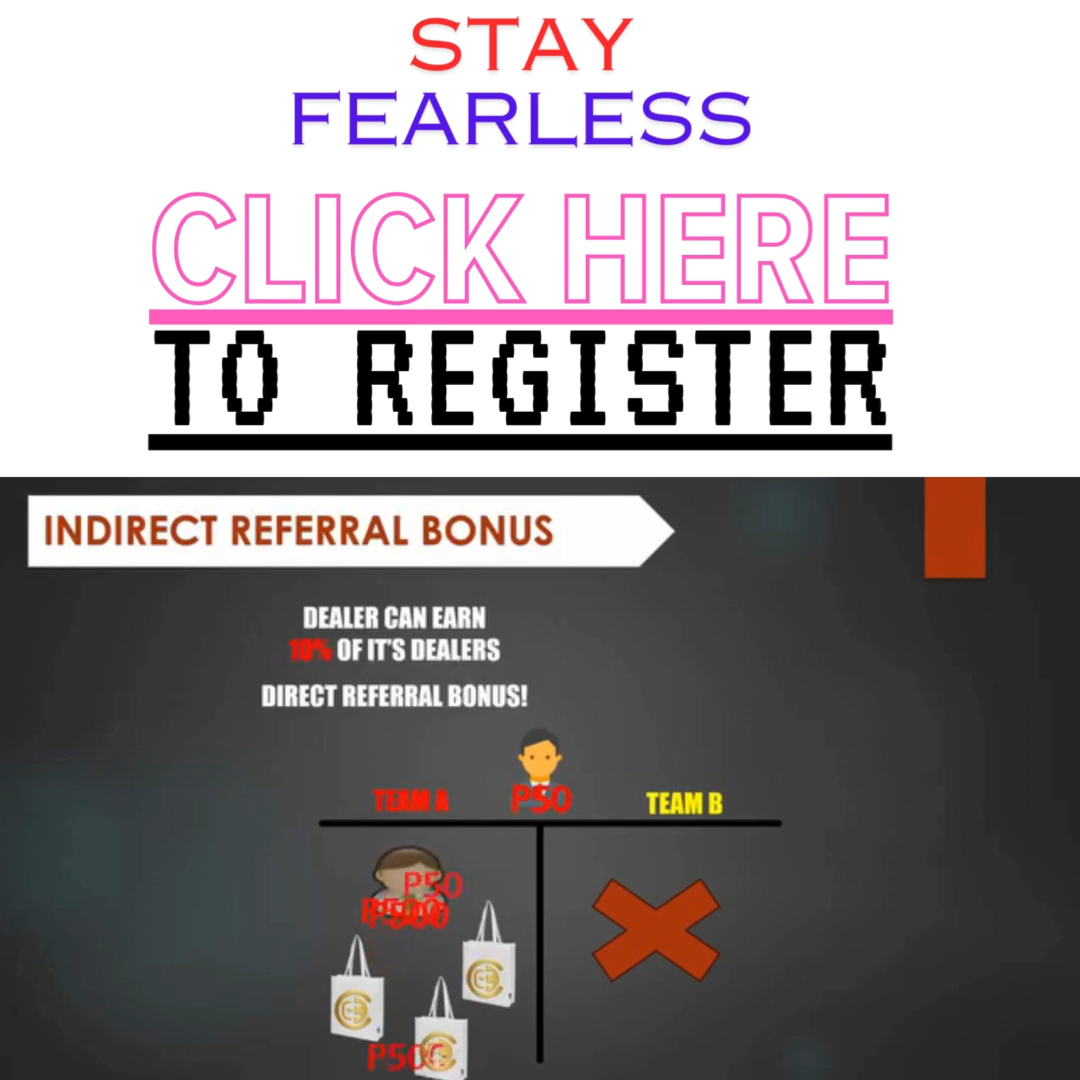 STAY
FEARLESS
CLICK HERE
TO REGISTER
INDIRECT REFERRAL BONUS
DEALER CAN EARN
10% OF IT'S DEALERS
DIRECT REFERRAL BONUS!
TEAM A
P50
TEAM B
P50
P500
P500